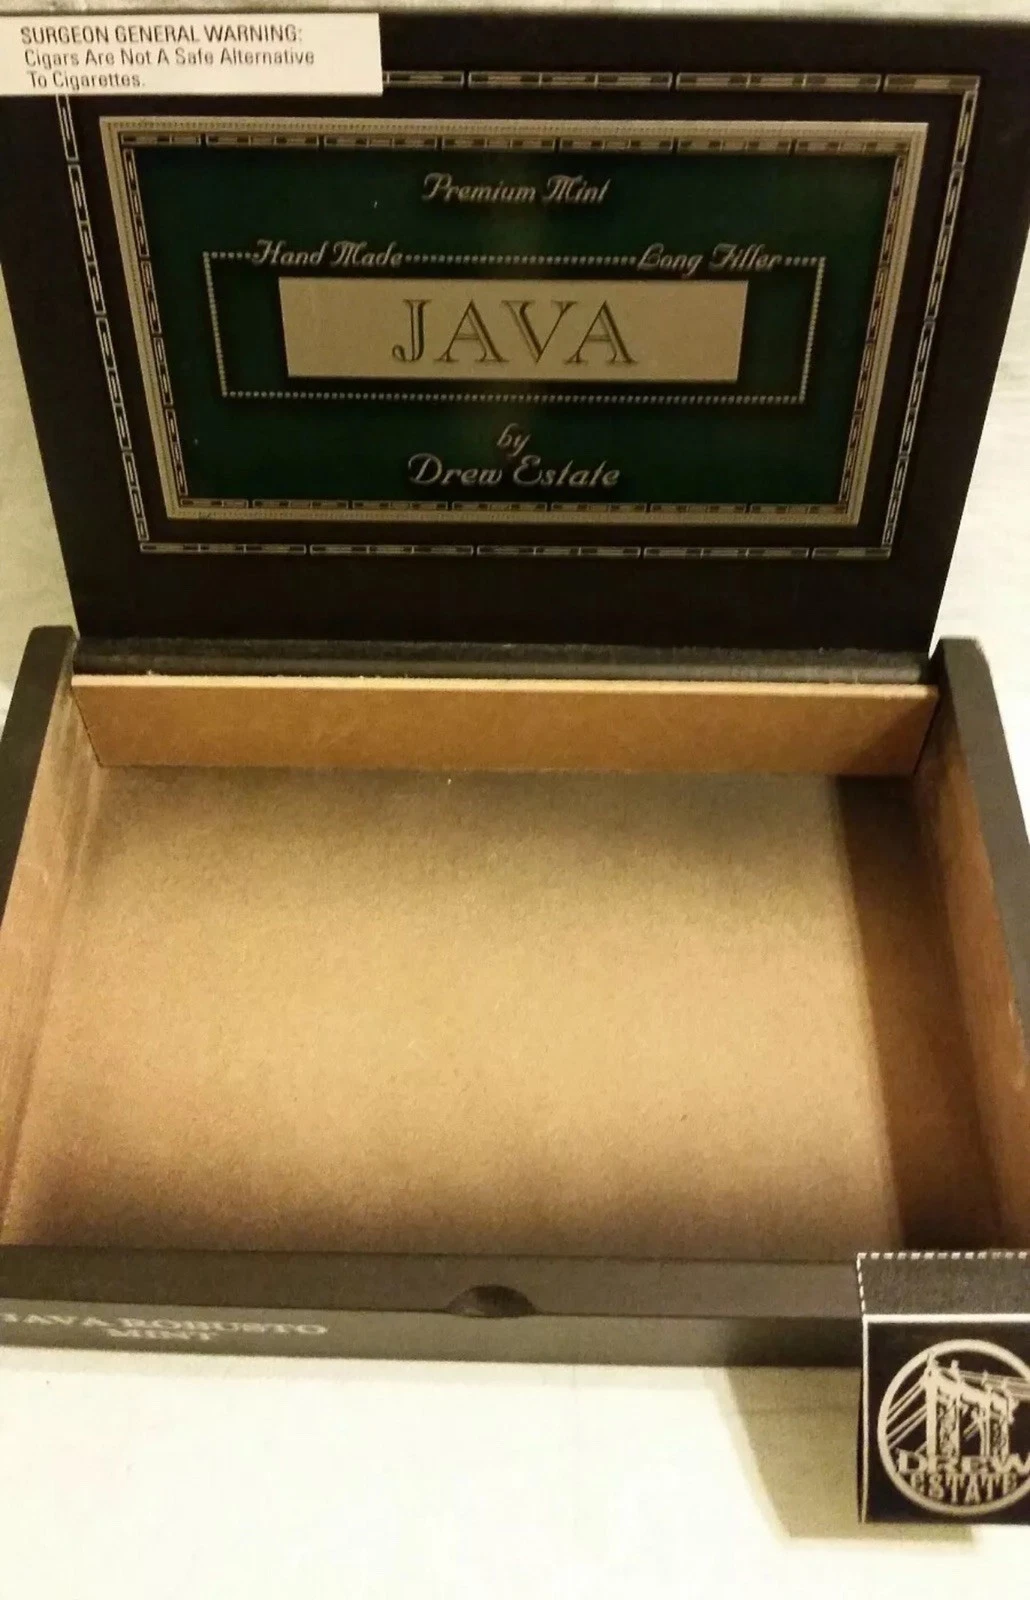 SURGEON GENERAL WARNING:
Cigars Are Not A Safe Alternative
To Cigarettes.
Premium Mint
Hand Made Long Filler
JAVA
by
Drew Estate
JAVA ROBUSTO
MINT
DREW
ESTATE